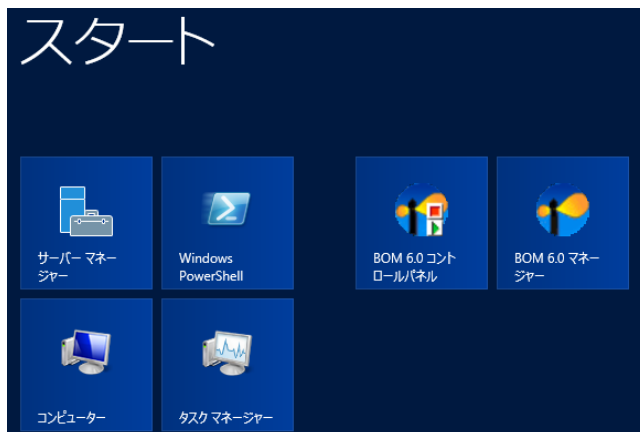 スタート
サーバー マネー
ジャー
Windows
PowerShell
BOM 6.0 コント
ロールパネル
BOM 6.0 マネー
ジャー
コンピューター
タスク マネージャー